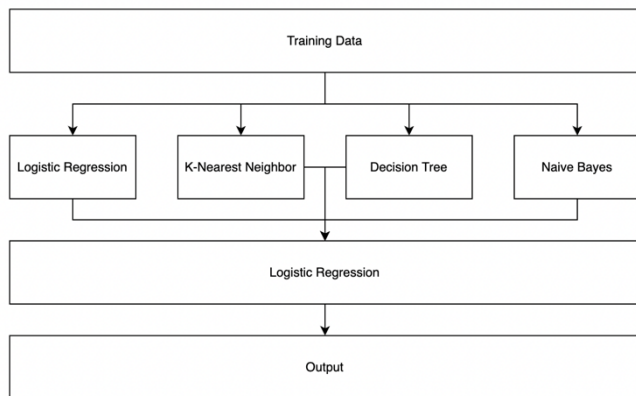 Training Data
Logistic Regression
K-Nearest Neighbor
Decision Tree
Naive Bayes
Logistic Regression
Output